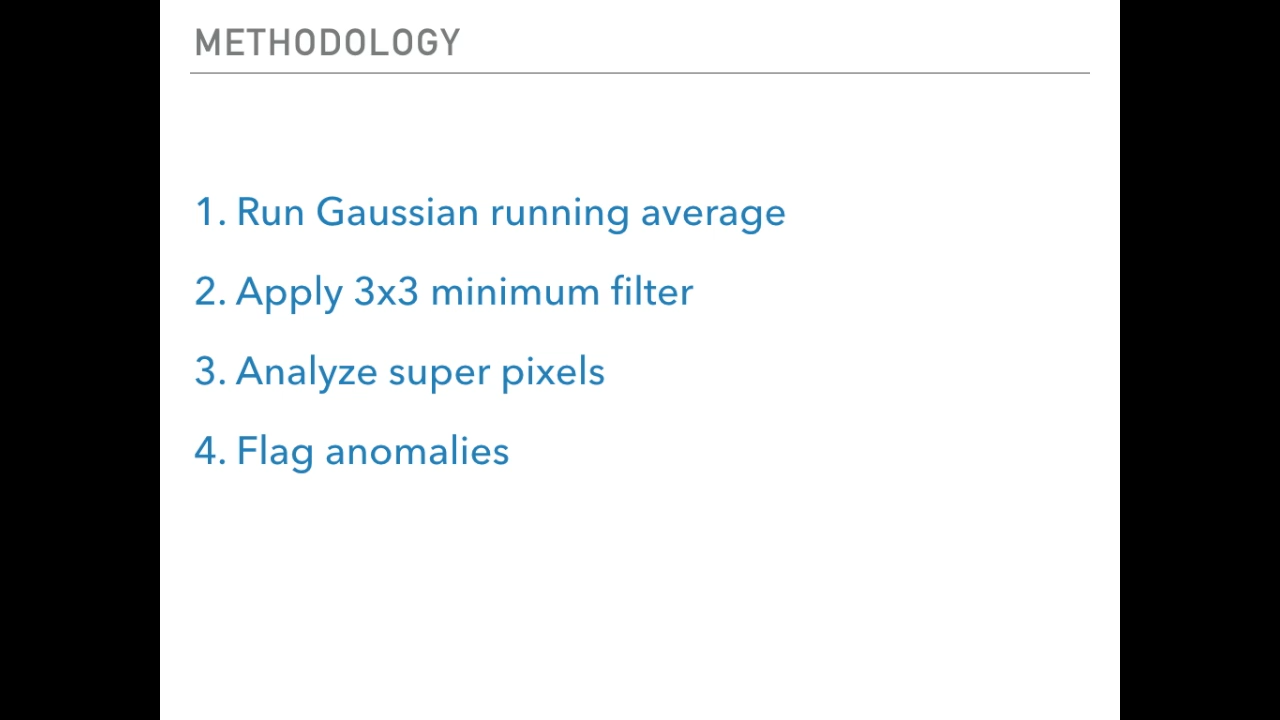 METHODOLOGY
1. Run Gaussian running average
2. Apply 3x3 minimum filter
3. Analyze super pixels
4. Flag anomalies